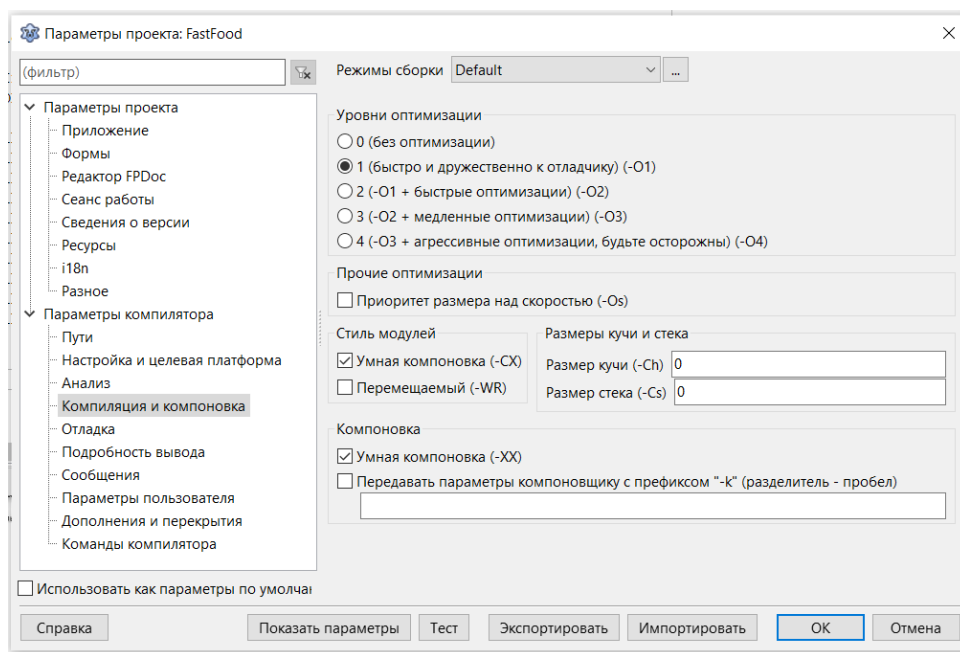 Параметры проекта: FastFood
(фильтр)
Режимы сборки Default ...
Параметры проекта
Приложение
Формы
Редактор FPDoc
Сеанс работы
Сведения о версии
Ресурсы
i18n
Разное
Параметры компилятора
Пути
Настройка и целевая платформа
Анализ
Компиляция и компоновка
Отладка
Подробность вывода
Сообщения
Параметры пользователя
Дополнения и перекрытия
Команды компилятора
Уровни оптимизации
0 (без оптимизации)
1 (быстро и дружественно к отладчику) (-O1)
2 (-O1 + быстрые оптимизации) (-O2)
3 (-O2 + медленные оптимизации) (-O3)
4 (-O3 + агрессивные оптимизации, будьте осторожны) (-O4)
Прочие оптимизации
Приоритет размера над скоростью (-Os)
Стиль модулей
Умная компоновка (-CX)
Перемещаемый (-WR)
Размеры кучи и стека
Размер кучи (-Ch) 0
Размер стека (-Cs) 0
Компоновка
Умная компоновка (-XX)
Передавать параметры компоновщику с префиксом "-k" (разделитель - пробел)
Использовать как параметры по умолчан
Справка Показать параметры Тест Экспортировать Импортировать ОК Отмена